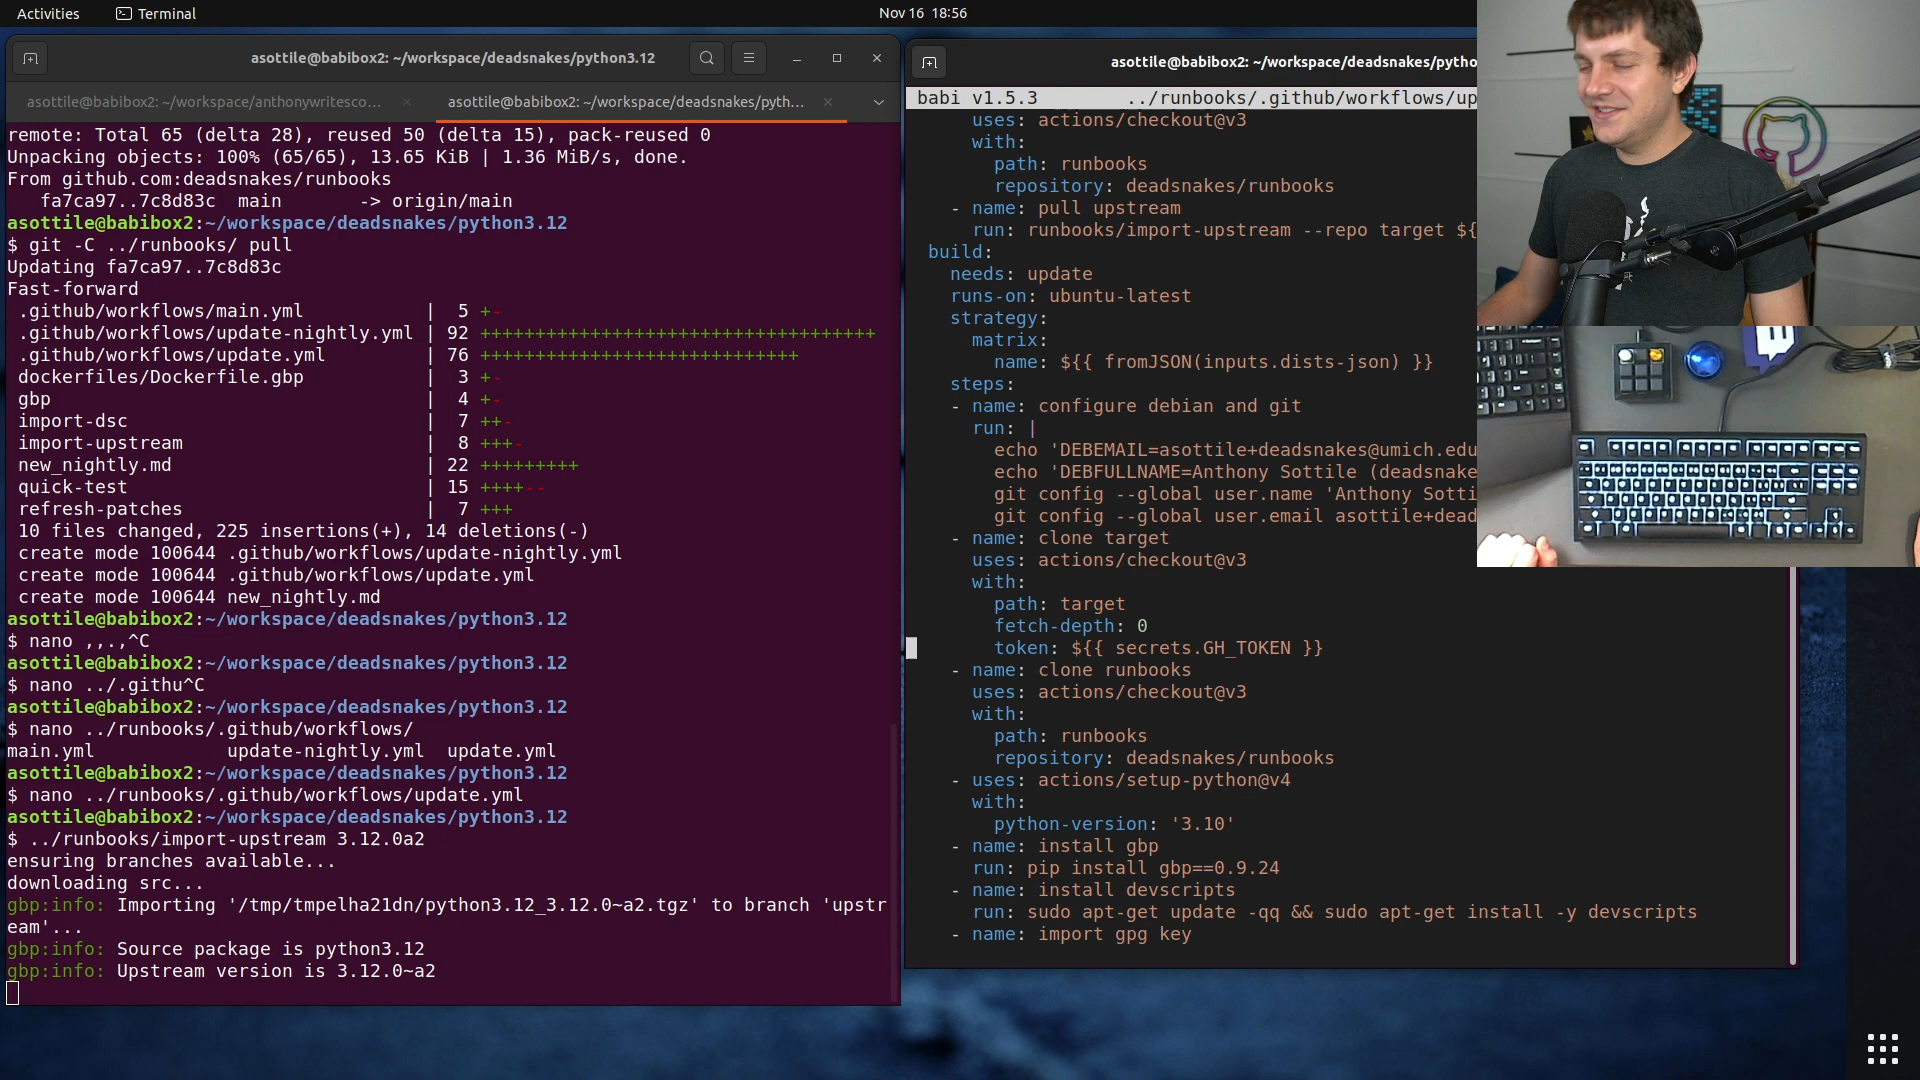 Activities
Terminal
Nov 16 18:56
asottile@babibox2: ~/workspace/deadsnakes/python3.12
asottile@babibox2: ~/workspace/anthonywritesco...
asottile@babibox2: ~/workspace/deadsnakes/pyth...
remote: Total 65 (delta 28), reused 50 (delta 15), pack-reused 0
Unpacking objects: 100% (65/65), 13.65 KiB | 1.36 MiB/s, done.
From github.com:deadsnakes/runbooks
   fa7ca97..7c8d83c  main       -> origin/main
asottile@babibox2:~/workspace/deadsnakes/python3.12
$ git -C ../runbooks/ pull
Updating fa7ca97..7c8d83c
Fast-forward
 .github/workflows/main.yml           |  5 +-
 .github/workflows/update-nightly.yml | 92 ++++++++++++++++++++++++++++++++++++
 .github/workflows/update.yml         | 76 +++++++++++++++++++++++++++++
 dockerfiles/Dockerfile.gbp           |  3 +-
 gbp                                  |  4 +-
 import-dsc                           |  7 ++-
 import-upstream                      |  8 +++-
 new_nightly.md                       | 22 +++++++++
 quick-test                           | 15 ++++--
 refresh-patches                      |  7 +++
 10 files changed, 225 insertions(+), 14 deletions(-)
 create mode 100644 .github/workflows/update-nightly.yml
 create mode 100644 .github/workflows/update.yml
 create mode 100644 new_nightly.md
asottile@babibox2:~/workspace/deadsnakes/python3.12
$ nano ,,.,^C
asottile@babibox2:~/workspace/deadsnakes/python3.12
$ nano ../.githu^C
asottile@babibox2:~/workspace/deadsnakes/python3.12
$ nano ../runbooks/.github/workflows/
main.yml            update-nightly.yml  update.yml
asottile@babibox2:~/workspace/deadsnakes/python3.12
$ nano ../runbooks/.github/workflows/update.yml
asottile@babibox2:~/workspace/deadsnakes/python3.12
$ ../runbooks/import-upstream 3.12.0a2
ensuring branches available...
downloading src...
gbp:info: Importing '/tmp/tmpelha21dn/python3.12_3.12.0~a2.tgz' to branch 'upstr
eam'...
gbp:info: Source package is python3.12
gbp:info: Upstream version is 3.12.0~a2
asottile@babibox2: ~/workspace/deadsnakes/pytho
babi v1.5.3        ../runbooks/.github/workflows/up
      uses: actions/checkout@v3
      with:
        path: runbooks
        repository: deadsnakes/runbooks
    - name: pull upstream
      run: runbooks/import-upstream --repo target ${
  build:
    needs: update
    runs-on: ubuntu-latest
    strategy:
      matrix:
        name: ${{ fromJSON(inputs.dists-json) }}
    steps:
    - name: configure debian and git
      run: |
        echo 'DEBEMAIL=asottile+deadsnakes@umich.edu
        echo 'DEBFULLNAME=Anthony Sottile (deadsnake
        git config --global user.name 'Anthony Sotti
        git config --global user.email asottile+dead
    - name: clone target
      uses: actions/checkout@v3
      with:
        path: target
        fetch-depth: 0
        token: ${{ secrets.GH_TOKEN }}
    - name: clone runbooks
      uses: actions/checkout@v3
      with:
        path: runbooks
        repository: deadsnakes/runbooks
    - uses: actions/setup-python@v4
      with:
        python-version: '3.10'
    - name: install gbp
      run: pip install gbp==0.9.24
    - name: install devscripts
      run: sudo apt-get update -qq && sudo apt-get install -y devscripts
    - name: import gpg key